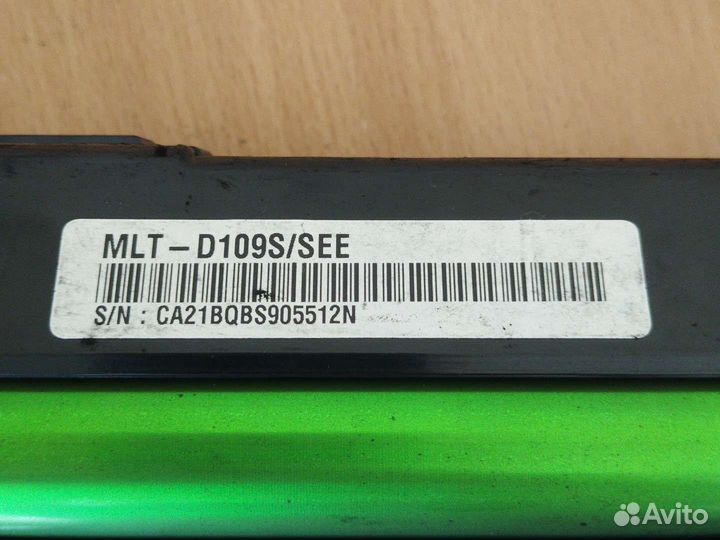 MLT-D109S/SEE
S/N : CA21BQBS905512N
Avito